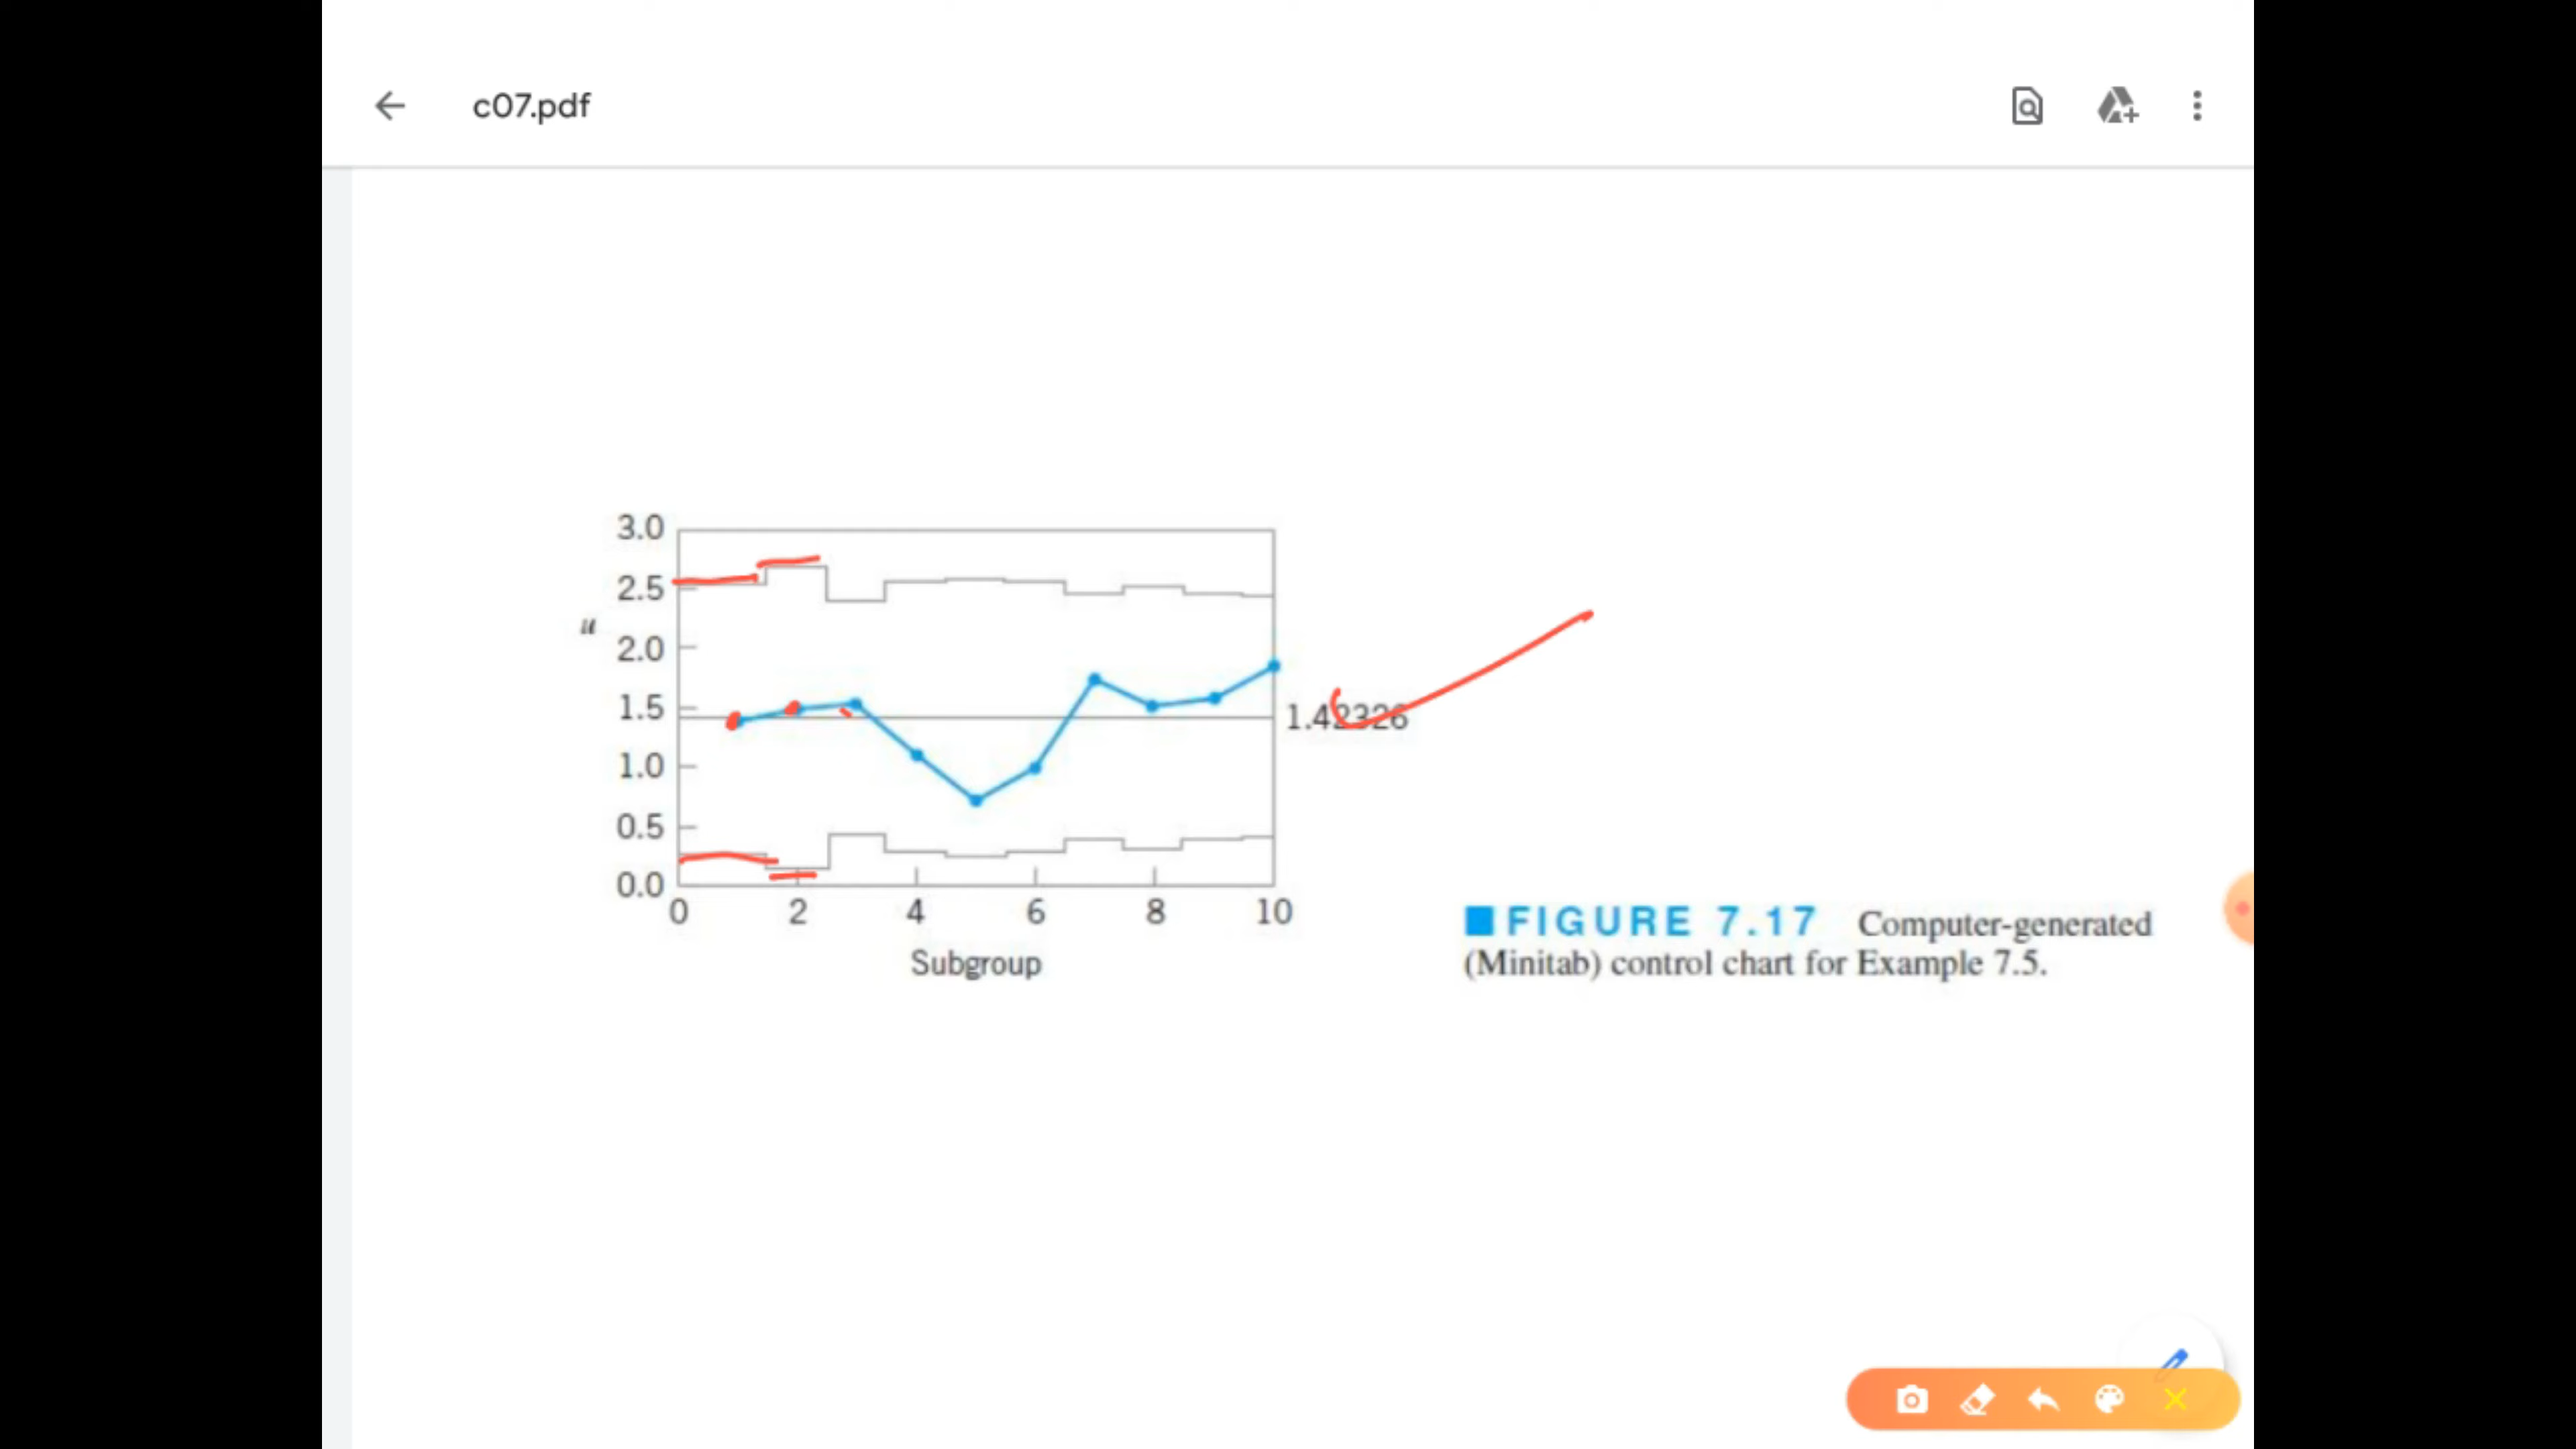 c07.pdf
3.0
2.5
u
2.0
1.5
1.42326
1.0
0.5
0.0
0 2 4 6 8 10
Subgroup
FIGURE 7.17 Computer-generated
(Minitab) control chart for Example 7.5.